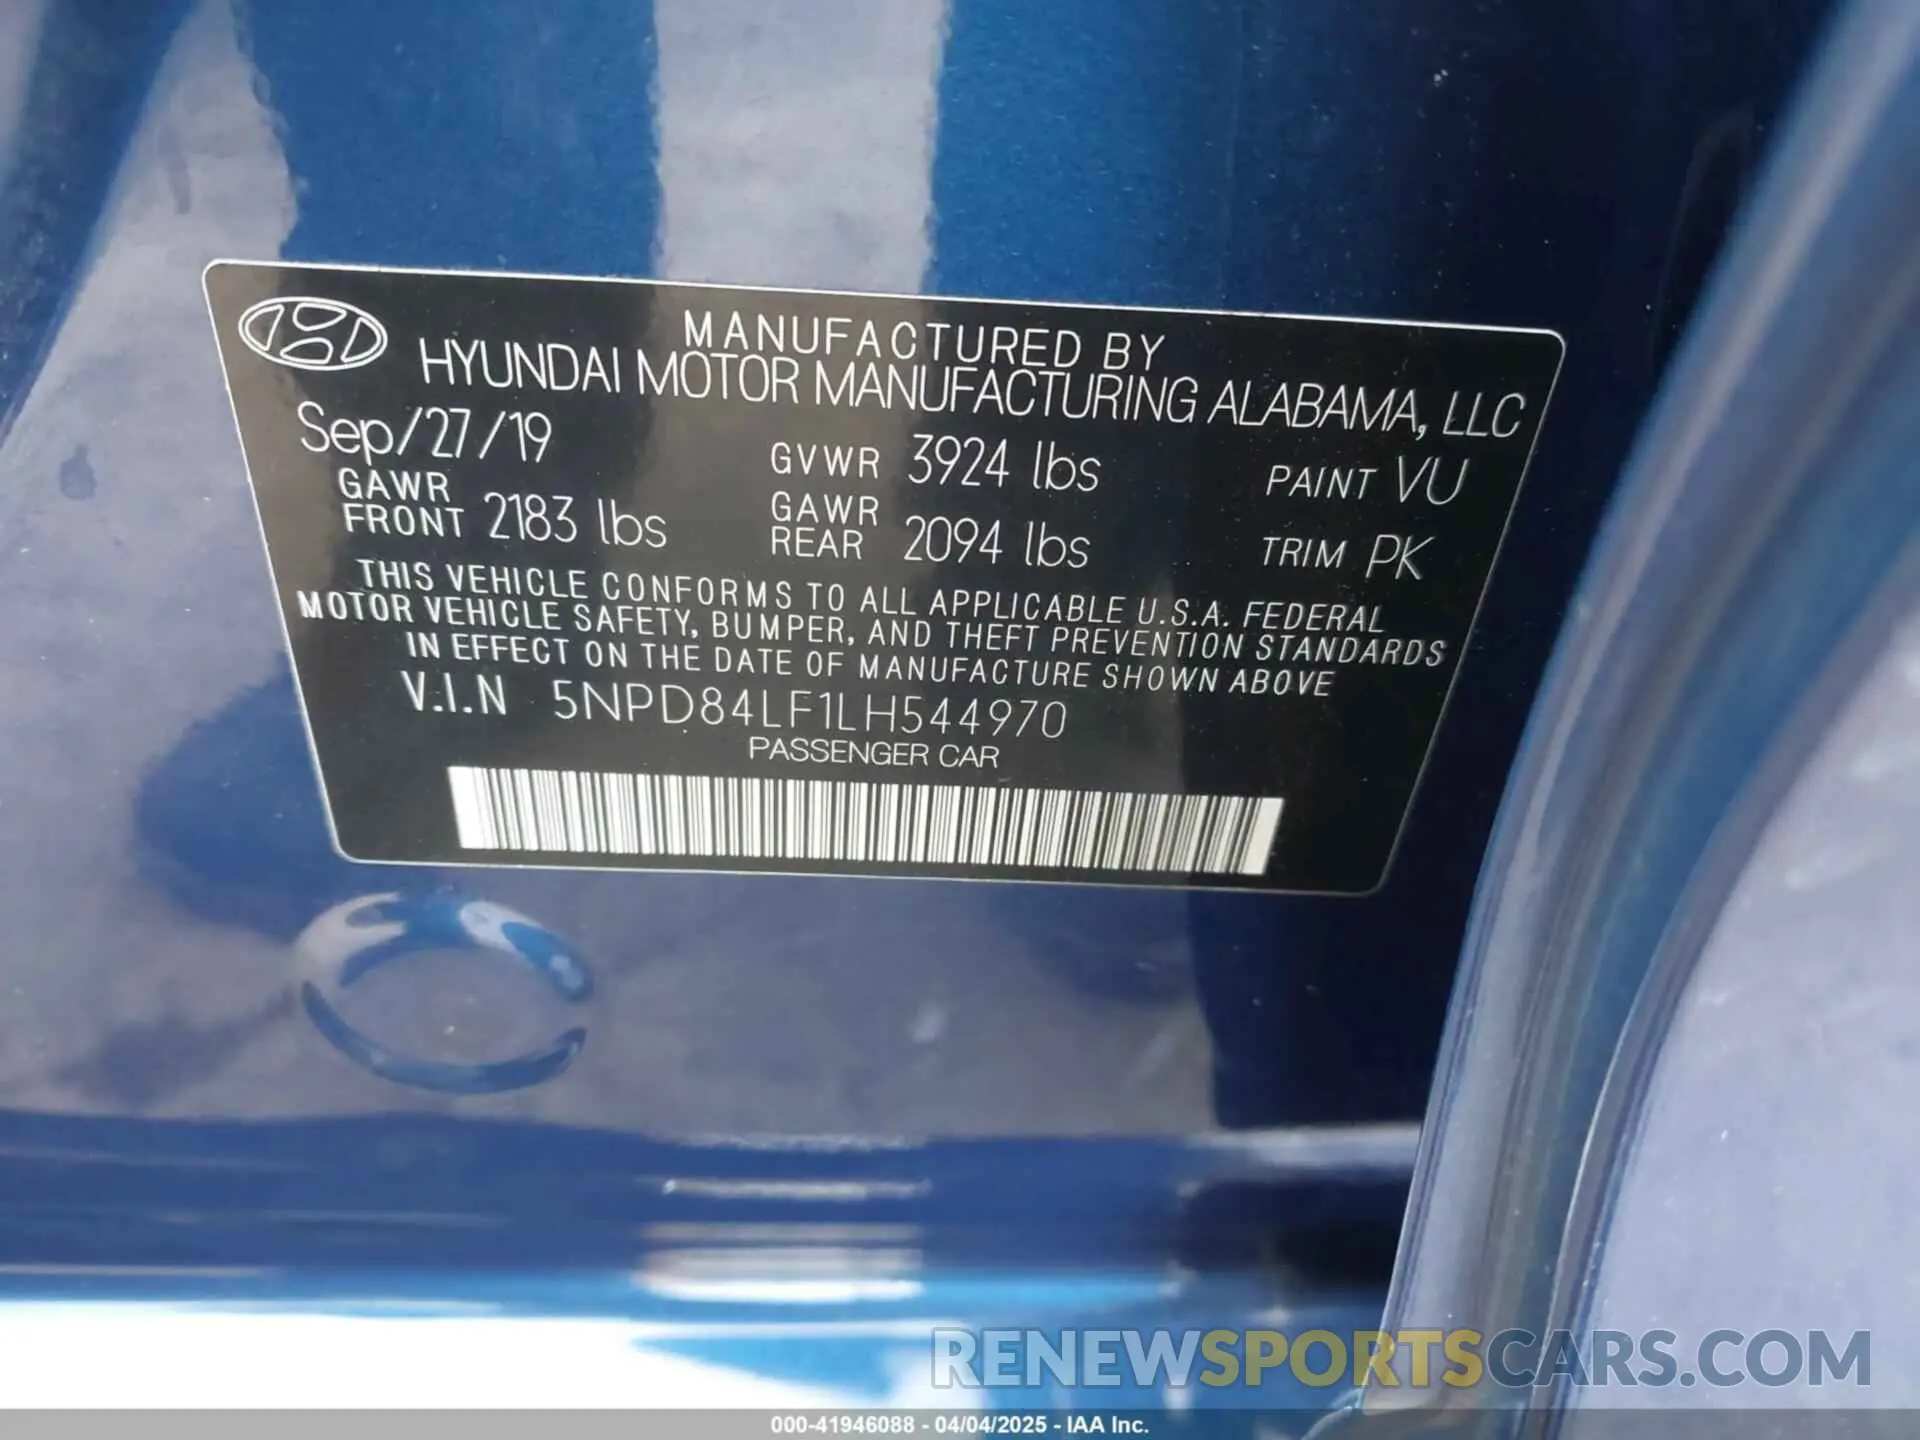 MANUFACTURED BY
HYUNDAI MOTOR MANUFACTURING ALABAMA, LLC
Sep/27/19
GVWR 3924 lbs
PAINT VU
GAWR
FRONT 2183 lbs
GAWR
REAR 2094 lbs
TRIM PK
THIS VEHICLE CONFORMS TO ALL APPLICABLE U.S.A. FEDERAL
MOTOR VEHICLE SAFETY, BUMPER, AND THEFT PREVENTION STANDARDS
IN EFFECT ON THE DATE OF MANUFACTURE SHOWN ABOVE
V.I.N 5NPD84LF1LH544970
PASSENGER CAR
RENEWSPORTSCARS.COM
000-41946088 - 04/04/2025 - IAA Inc.